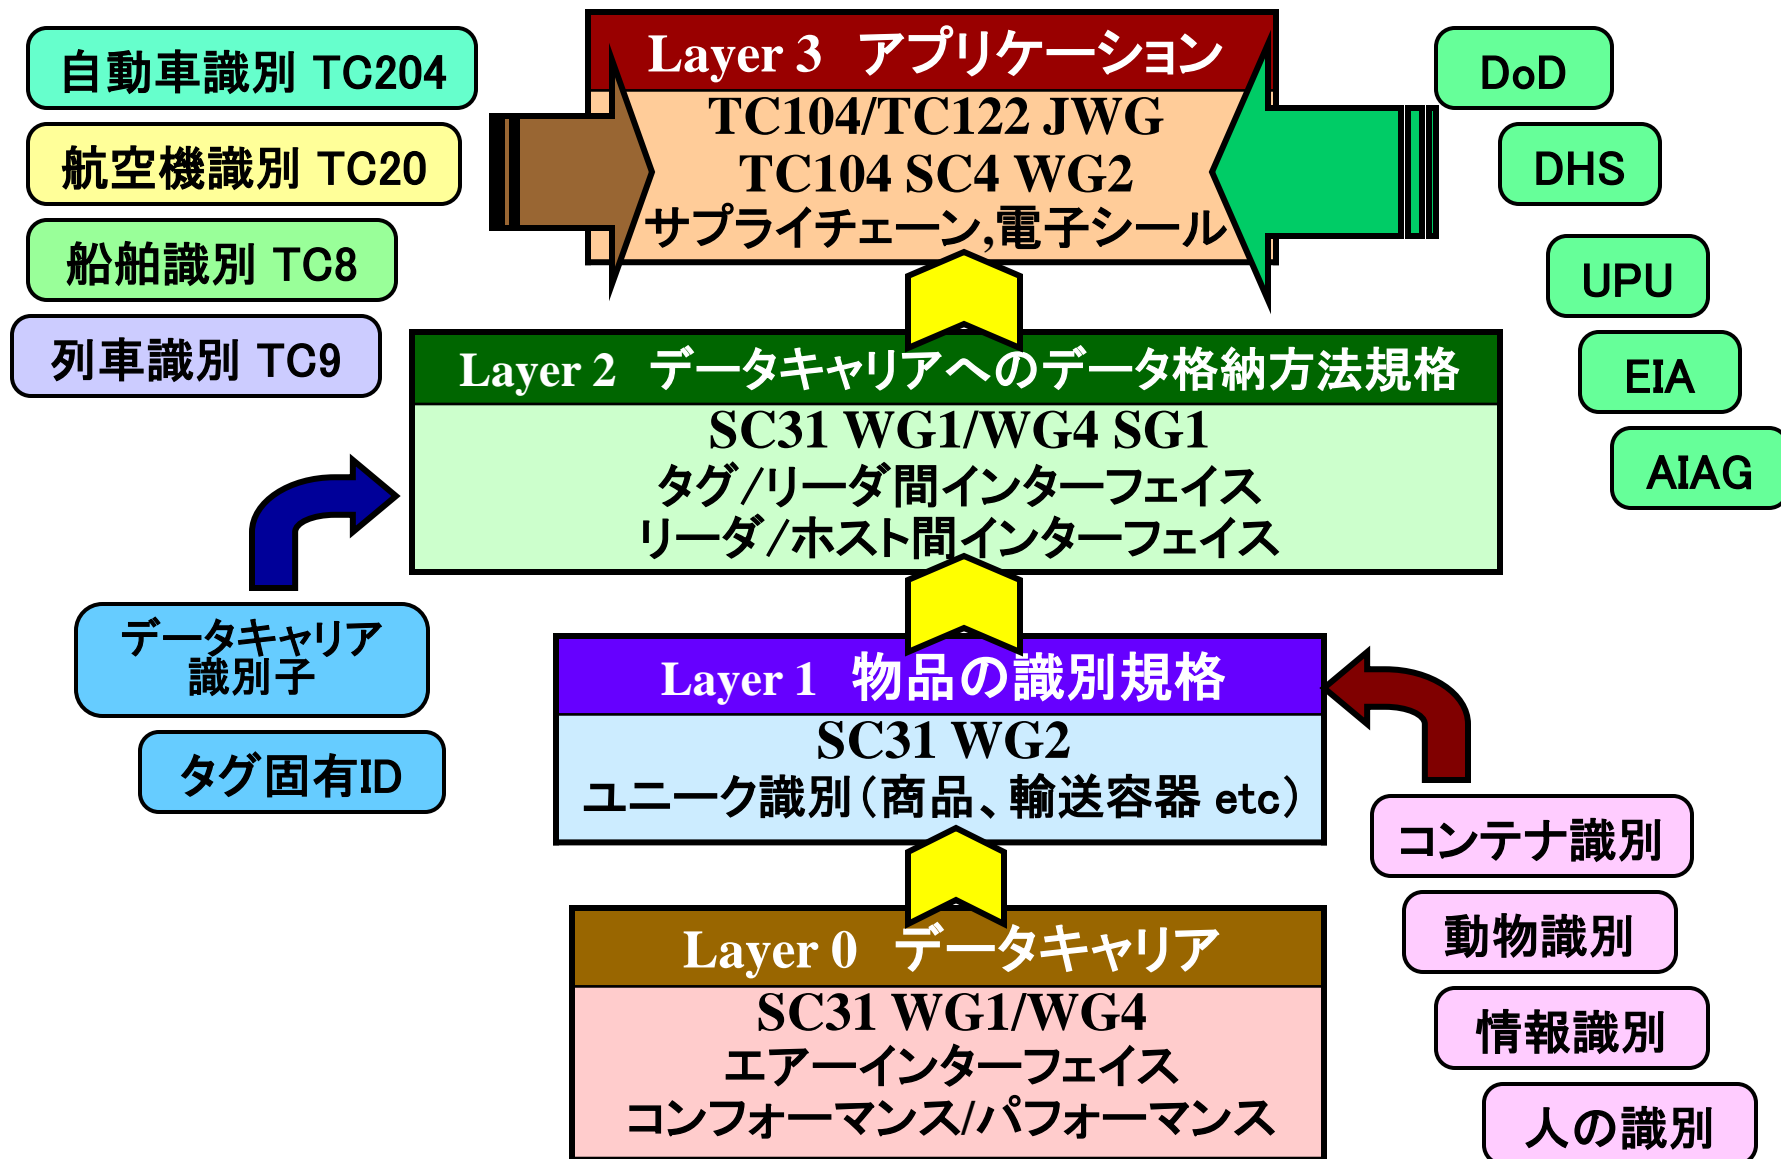 自動車識別 TC204
航空機識別 TC20
船舶識別 TC8
列車識別 TC9
Layer 3 アプリケーション
TC104/TC122 JWG
TC104 SC4 WG2
サプライチェーン,電子シール
DoD
DHS
UPU
EIA
AIAG
Layer 2 データキャリアへのデータ格納方法規格
SC31 WG1/WG4 SG1
タグ/リーダ間インターフェイス
リーダ/ホスト間インターフェイス
データキャリア
識別子
タグ固有ID
Layer 1 物品の識別規格
SC31 WG2
ユニーク識別（商品、輸送容器 etc）
コンテナ識別
動物識別
情報識別
人の識別
Layer 0 データキャリア
SC31 WG1/WG4
エアーインターフェイス
コンフォーマンス/パフォーマンス